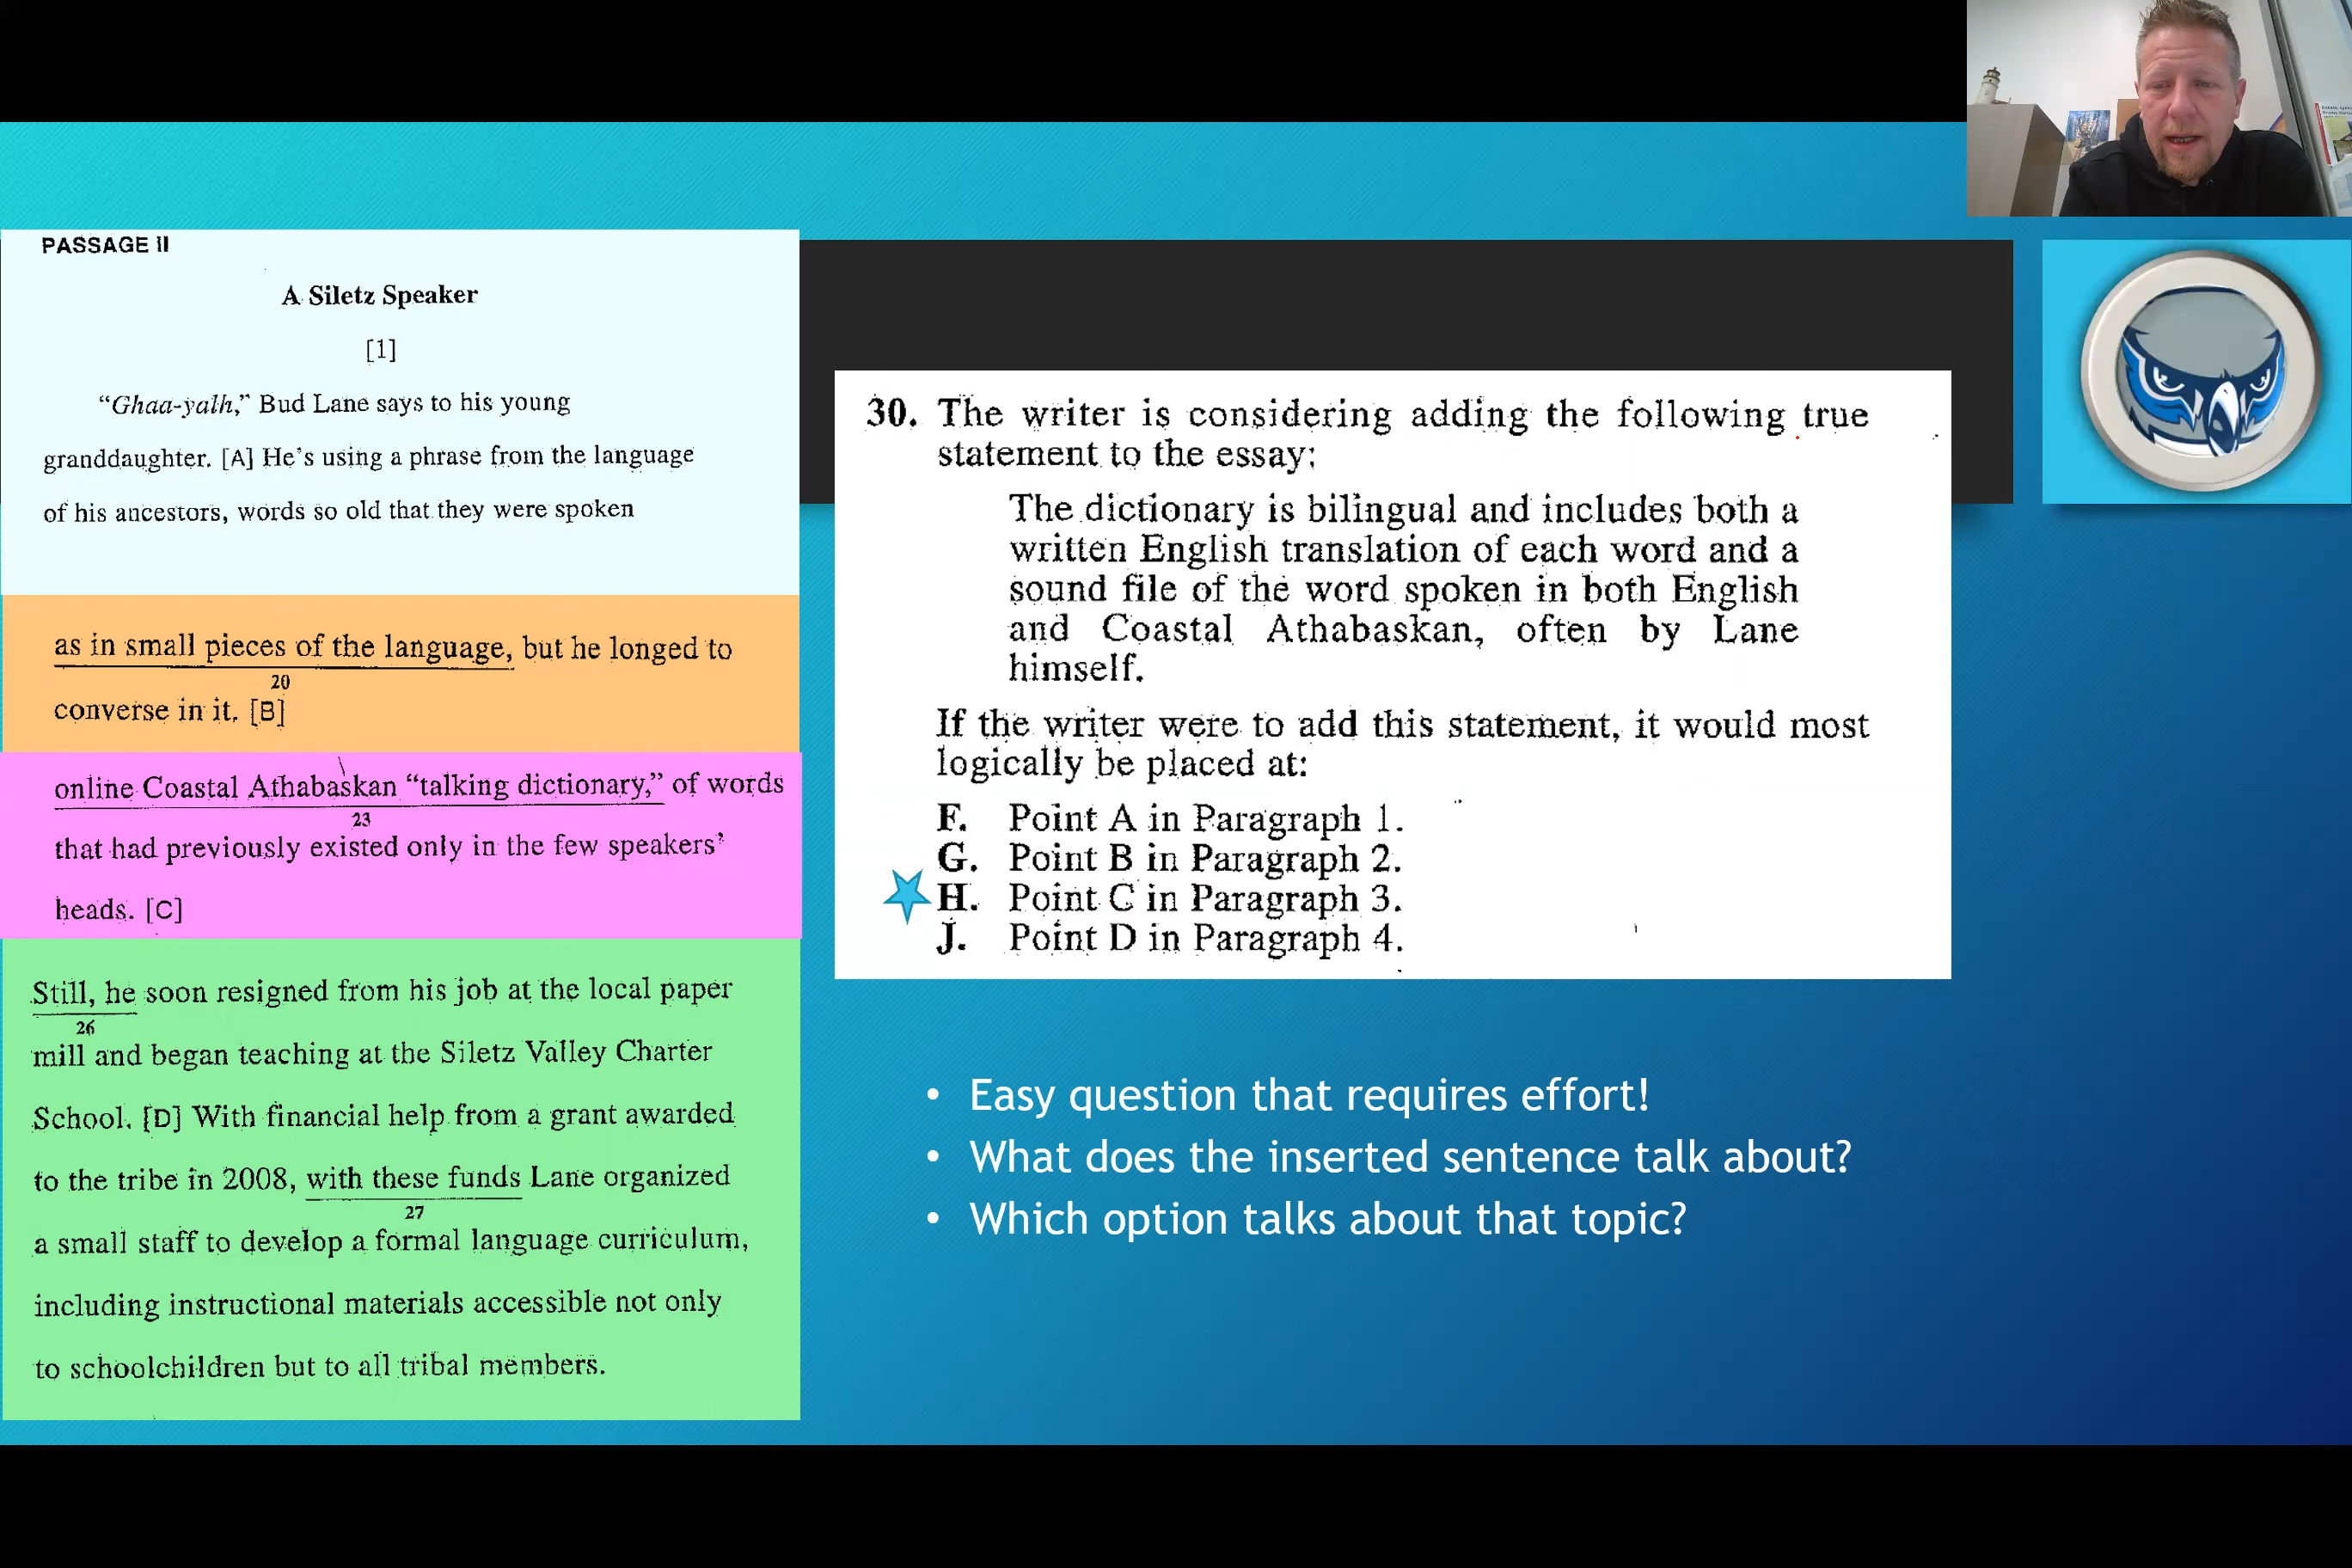 PASSAGE II
A Siletz Speaker
[1]
“Ghaa-yalh,” Bud Lane says to his young
granddaughter. [A] He’s using a phrase from the language
of his ancestors, words so old that they were spoken
as in small pieces of the language, but he longed to
20
converse in it. [B]
online Coastal Athabaskan “talking dictionary,” of words
23
that had previously existed only in the few speakers’
heads. [C]
Still, he soon resigned from his job at the local paper
26
mill and began teaching at the Siletz Valley Charter
School. [D] With financial help from a grant awarded
to the tribe in 2008, with these funds Lane organized
27
a small staff to develop a formal language curriculum,
including instructional materials accessible not only
to schoolchildren but to all tribal members.
30. The writer is considering adding the following true
statement to the essay:
The dictionary is bilingual and includes both a
written English translation of each word and a
sound file of the word spoken in both English
and Coastal Athabaskan, often by Lane
himself.
If the writer were to add this statement, it would most
logically be placed at:
F. Point A in Paragraph 1.
G. Point B in Paragraph 2.
H. Point C in Paragraph 3.
J. Point D in Paragraph 4.
• Easy question that requires effort!
• What does the inserted sentence talk about?
• Which option talks about that topic?